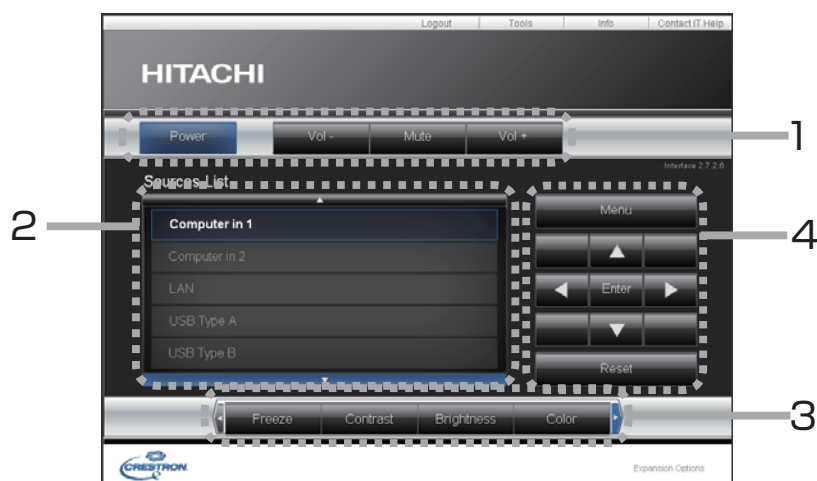 Logout Tools Info Contact IT Help
HITACHI
Power Vol - Mute Vol +
1
Interface 2.7.2.6
Sources List
2
Computer in 1
Computer in 2
LAN
USB Type A
USB Type B
Menu
4
Enter
Reset
Freeze Contrast Brightness Color
3
CRESTRON
Expansion Options